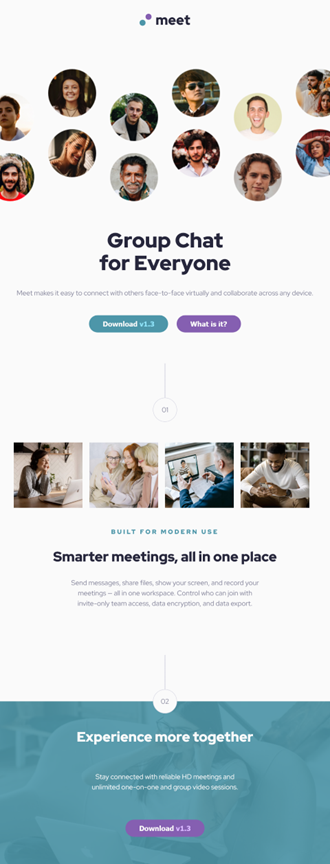 meet
Group Chat
for Everyone
Meet makes it easy to connect with others face-to-face virtually and collaborate across any device.
Download v1.3
What is it?
01
BUILT FOR MODERN USE
Smarter meetings, all in one place
Send messages, share files, show your screen, and record your
meetings — all in one workspace. Control who can join with
invite-only team access, data encryption, and data export.
02
Experience more together
Stay connected with reliable HD meetings and
unlimited one-on-one and group video sessions.
Download v1.3